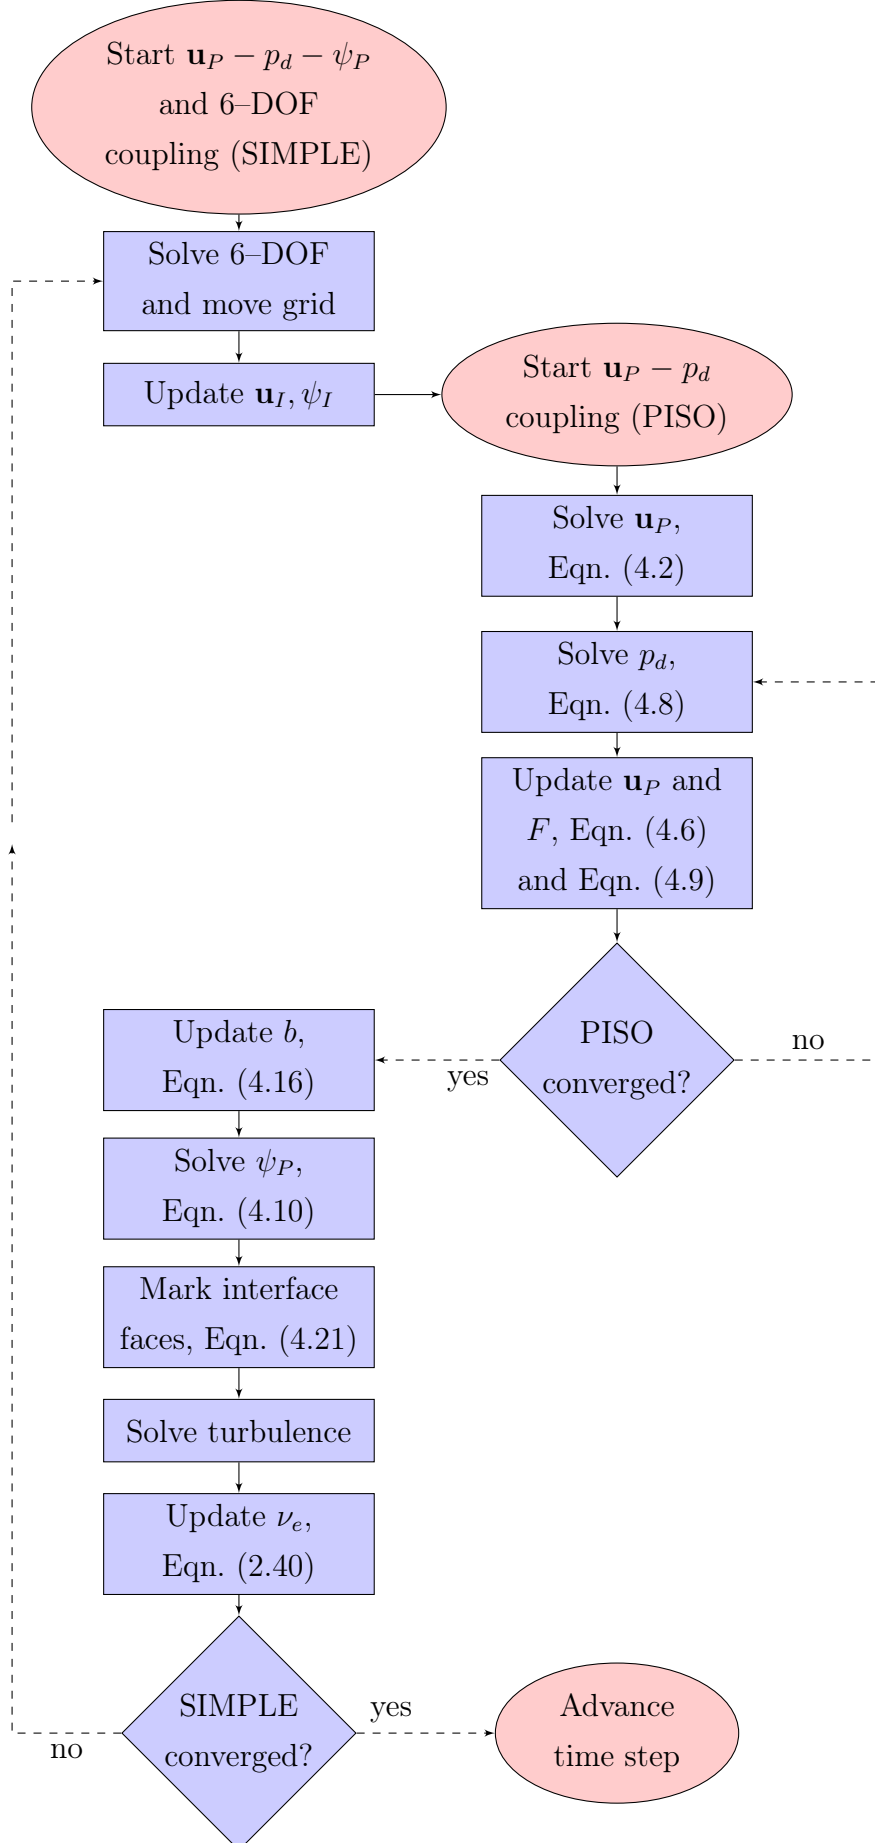 Start u_P − p_d − ψ_P
and 6–DOF
coupling (SIMPLE)
Solve 6–DOF
and move grid
Update u_I, ψ_I
Start u_P − p_d
coupling (PISO)
Solve u_P,
Eqn. (4.2)
Solve p_d,
Eqn. (4.8)
Update u_P and
F, Eqn. (4.6)
and Eqn. (4.9)
PISO
converged?
no
yes
Update b,
Eqn. (4.16)
Solve ψ_P,
Eqn. (4.10)
Mark interface
faces, Eqn. (4.21)
Solve turbulence
Update ν_e,
Eqn. (2.40)
SIMPLE
converged?
no
yes
Advance
time step